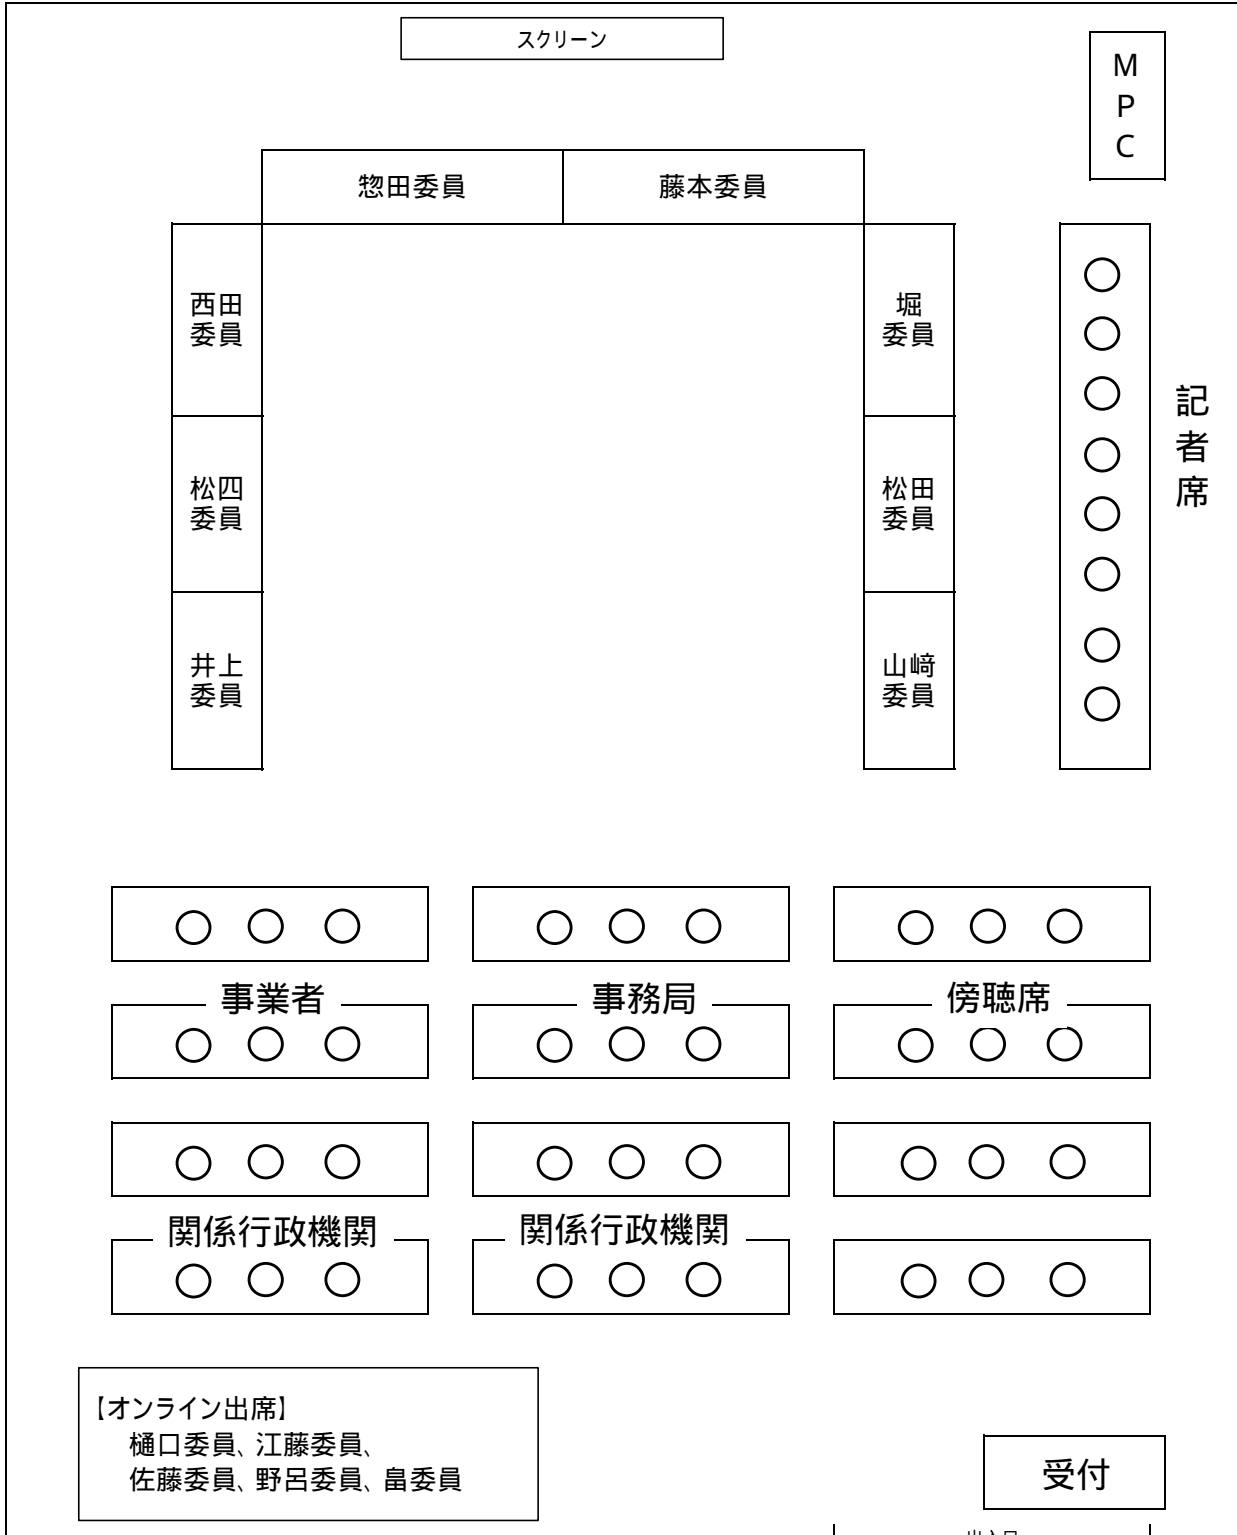 スクリーン
M
P
C
惣田委員
藤本委員
西田
委員
堀
委員
松四
委員
松田
委員
井上
委員
山﨑
委員
記
者
席
事業者
事務局
傍聴席
関係行政機関
関係行政機関
【オンライン出席】
樋口委員、江藤委員、
佐藤委員、野呂委員、畠委員
受付